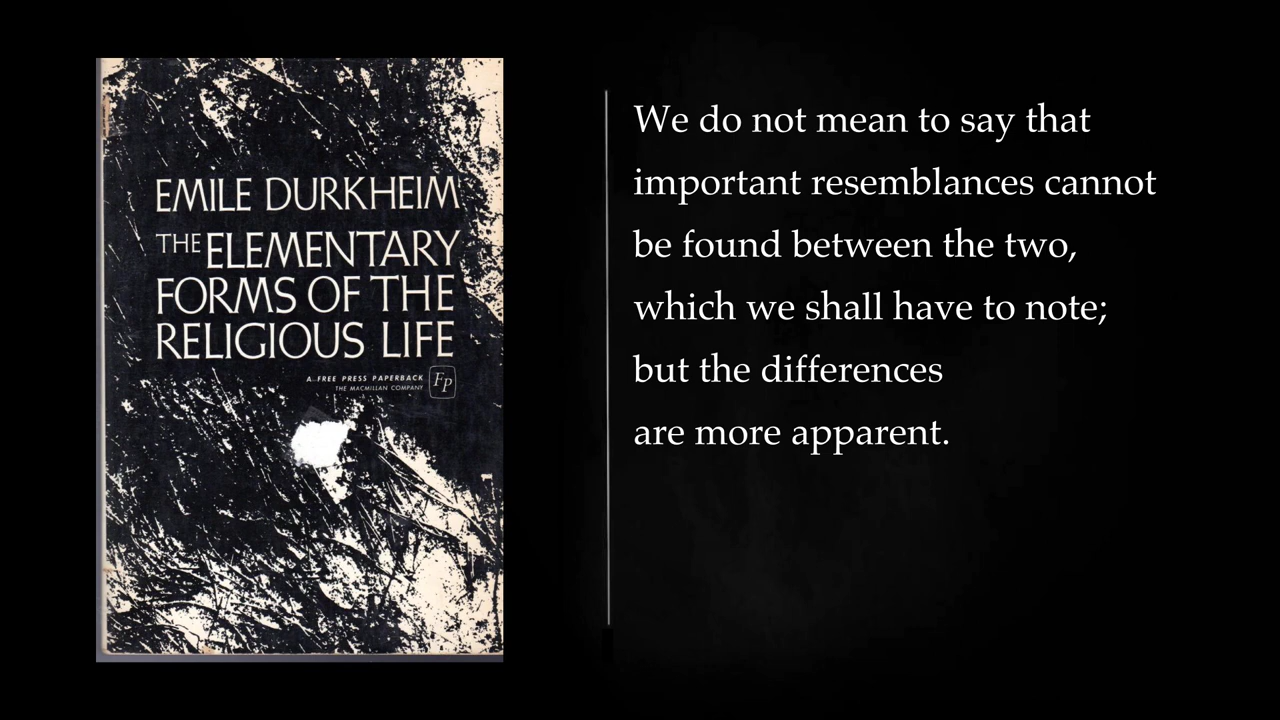 EMILE DURKHEIM
THE ELEMENTARY
FORMS OF THE
RELIGIOUS LIFE
A FREE PRESS PAPERBACK
THE MACMILLAN COMPANY
FP
We do not mean to say that
important resemblances cannot
be found between the two,
which we shall have to note;
but the differences
are more apparent.